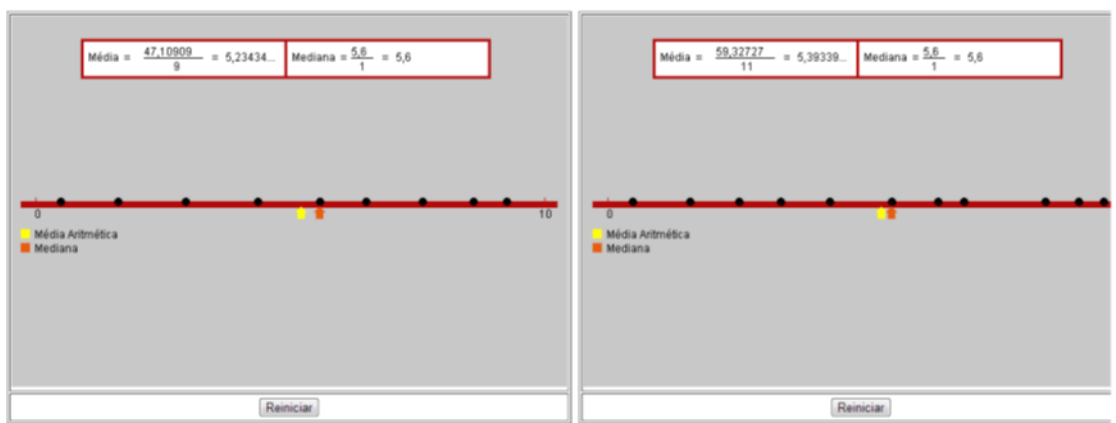 Média = 47,10909 / 9 = 5,23434... Mediana = 5,6 / 1 = 5,6
0 10
Média Aritmética
Mediana
Reiniciar
Média = 59,32727 / 11 = 5,39339... Mediana = 5,6 / 1 = 5,6
0
Média Aritmética
Mediana
Reiniciar